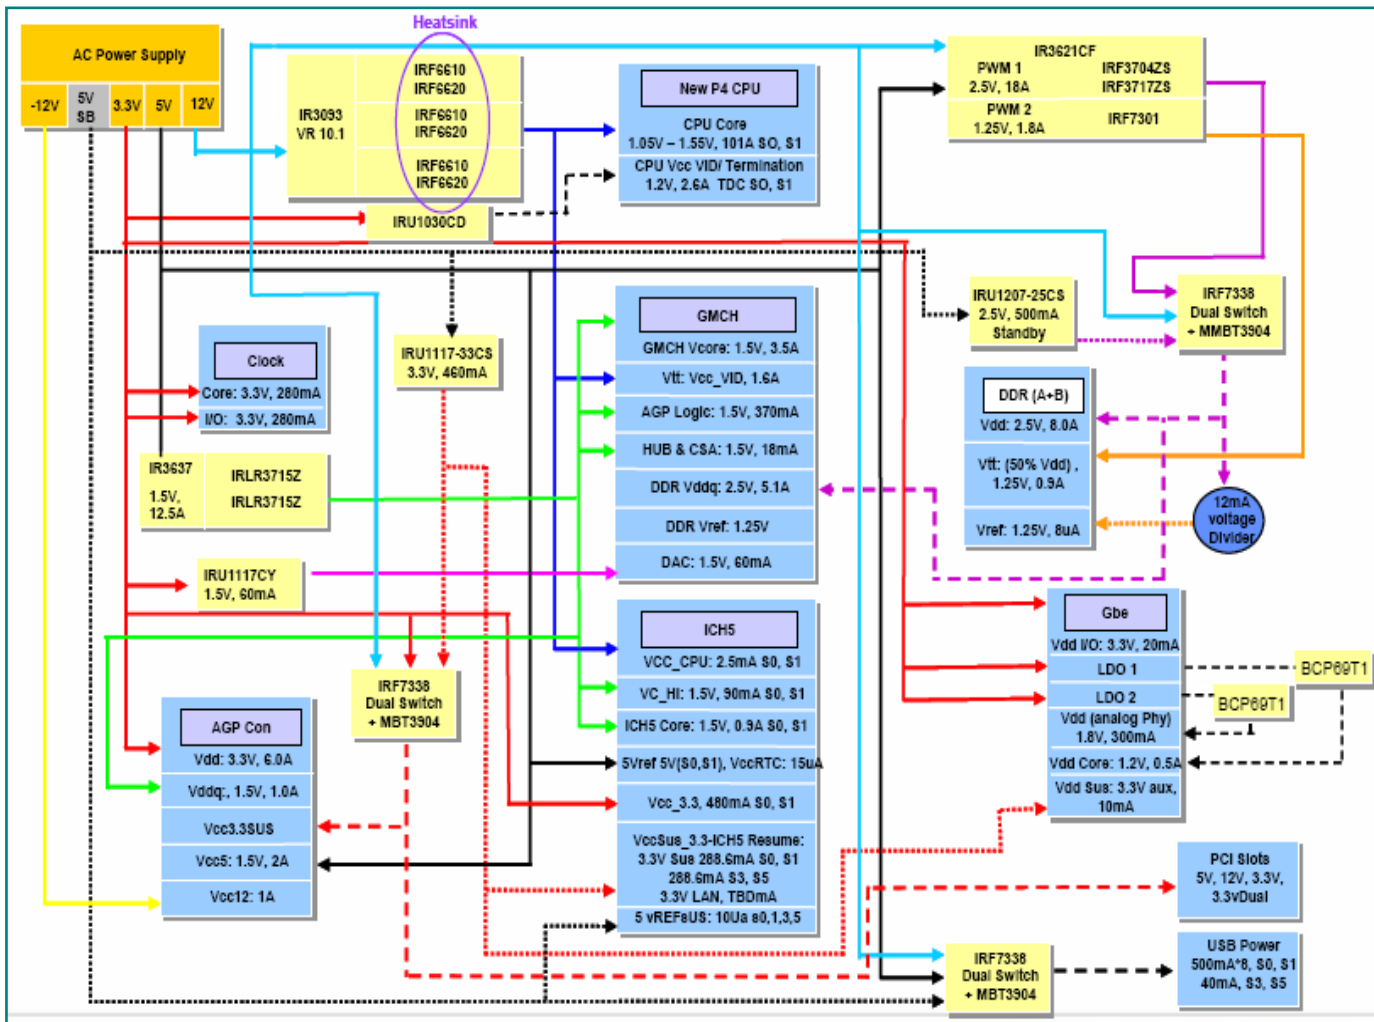 Heatsink
AC Power Supply
-12V
5V
SB
3.3V
5V
12V
IR3093
VR 10.1
IRF6610
IRF6620
IRF6610
IRF6620
IRF6610
IRF6620
IRU1030CD
New P4 CPU
CPU Core
1.05V – 1.55V, 101A SO, S1
CPU Vcc VID/ Termination
1.2V, 2.6A TDC SO, S1
IR3621CF
PWM 1
2.5V, 18A
IRF3704ZS
IRF3717ZS
PWM 2
1.25V, 1.8A
IRF7301
IRU1207-25CS
2.5V, 500mA
Standby
IRF7338
Dual Switch
+ MMBT3904
Clock
Core: 3.3V, 280mA
I/O: 3.3V, 280mA
IRU1117-33CS
3.3V, 460mA
GMCH
GMCH Vcore: 1.5V, 3.5A
Vtt: Vcc_VID, 1.6A
AGP Logic: 1.5V, 370mA
HUB & CSA: 1.5V, 18mA
DDR Vddq: 2.5V, 5.1A
DDR Vref: 1.25V
DAC: 1.5V, 60mA
DDR (A+B)
Vdd: 2.5V, 8.0A
Vtt: (50% Vdd) ,
1.25V, 0.9A
Vref: 1.25V, 8uA
12mA
voltage
Divider
IR3637
1.5V,
12.5A
IRLR3715Z
IRLR3715Z
IRU1117CY
1.5V, 60mA
IRF7338
Dual Switch
+ MBT3904
AGP Con
Vdd: 3.3V, 6.0A
Vddq:, 1.5V, 1.0A
Vcc3.3SUS
Vcc5: 1.5V, 2A
Vcc12: 1A
ICH5
VCC_CPU: 2.5mA S0, S1
VC_HI: 1.5V, 90mA S0, S1
ICH5 Core: 1.5V, 0.9A S0, S1
5Vref 5V(S0,S1), VccRTC: 15uA
Vcc_3.3, 480mA S0, S1
VccSus_3.3-ICH5 Resume:
3.3V Sus 288.6mA S0, S1
288.6mA S3, S5
3.3V LAN, TBDmA
5 vREFsUS: 10Ua s0,1,3,5
Gbe
Vdd I/O: 3.3V, 20mA
LDO 1
LDO 2
Vdd (analog Phy)
1.8V, 300mA
Vdd Core: 1.2V, 0.5A
Vdd Sus: 3.3V aux,
10mA
BCP69T1
BCP69T1
PCI Slots
5V, 12V, 3.3V,
3.3vDual
IRF7338
Dual Switch
+ MBT3904
USB Power
500mA*8, S0, S1
40mA, S3, S5